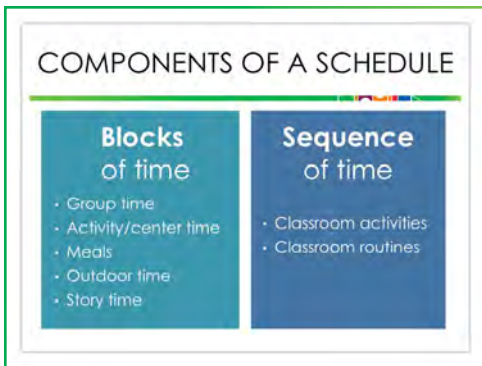 COMPONENTS OF A SCHEDULE
Blocks
of time
• Group time
• Activity/center time
• Meals
• Outdoor time
• Story time
Sequence
of time
• Classroom activities
• Classroom routines